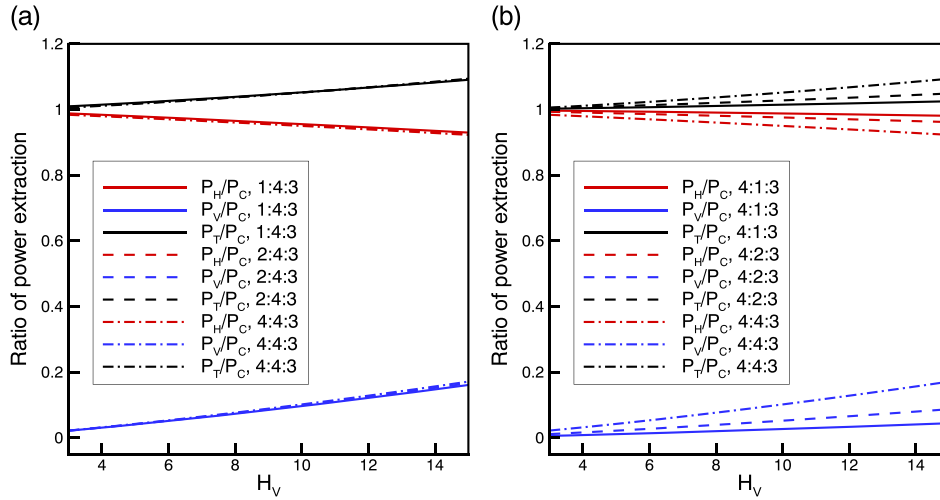 (a)
Ratio of power extraction
1.2
1
0.8
0.6
0.4
0.2
0
P_H/P_C, 1:4:3
P_V/P_C, 1:4:3
P_T/P_C, 1:4:3
P_H/P_C, 2:4:3
P_V/P_C, 2:4:3
P_T/P_C, 2:4:3
P_H/P_C, 4:4:3
P_V/P_C, 4:4:3
P_T/P_C, 4:4:3
4 6 8 10 12 14
H_V
(b)
Ratio of power extraction
1.2
1
0.8
0.6
0.4
0.2
0
P_H/P_C, 4:1:3
P_V/P_C, 4:1:3
P_T/P_C, 4:1:3
P_H/P_C, 4:2:3
P_V/P_C, 4:2:3
P_T/P_C, 4:2:3
P_H/P_C, 4:4:3
P_V/P_C, 4:4:3
P_T/P_C, 4:4:3
4 6 8 10 12 14
H_V